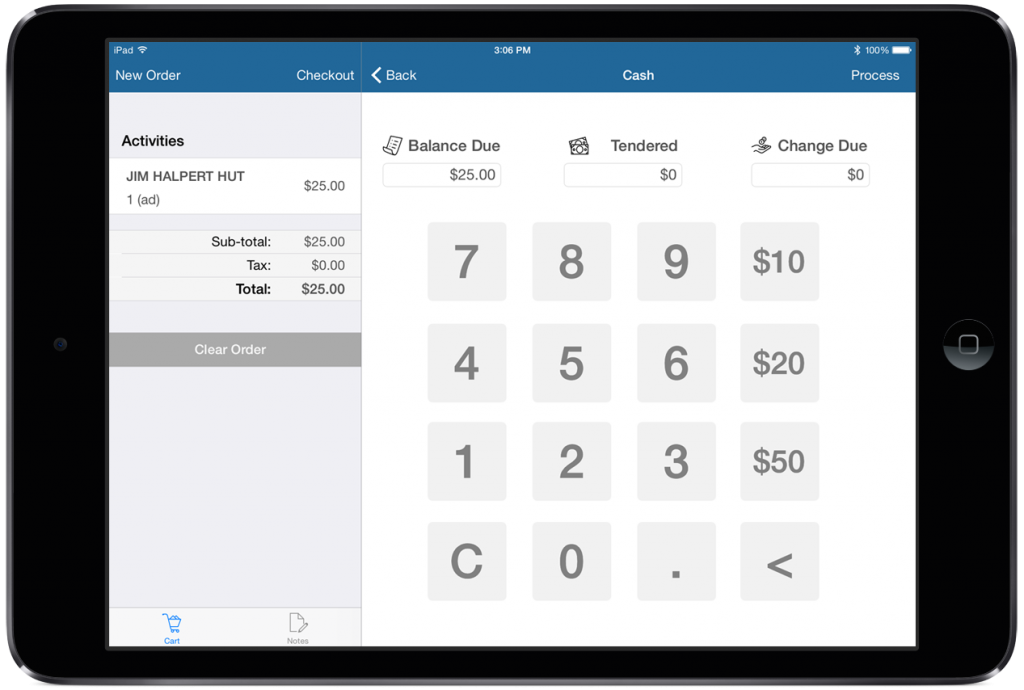 iPad 3:06 PM 100%
New Order Checkout Back Cash Process
Activities
JIM HALPERT HUT $25.00
1 (ad)
Sub-total: $25.00
Tax: $0.00
Total: $25.00
Clear Order
Cart Notes
Balance Due Tendered Change Due
$25.00 $0 $0
7 8 9 $10
4 5 6 $20
1 2 3 $50
C 0 . <